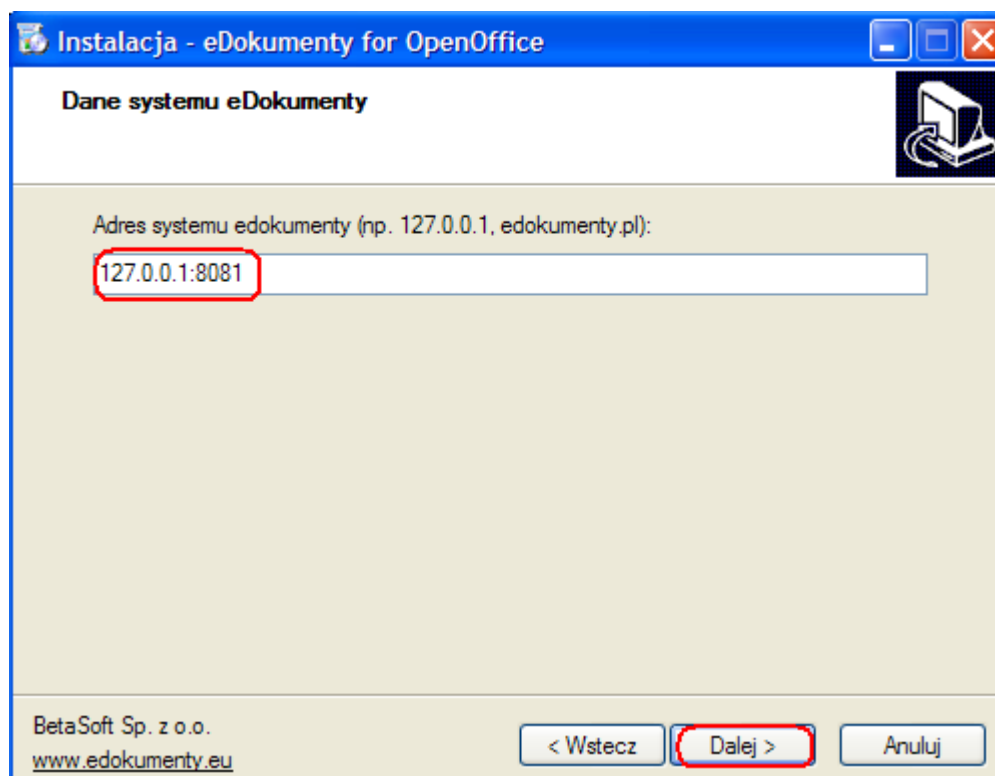 Instalacja - eDokumenty for OpenOffice
Dane systemu eDokumenty
Adres systemu edokumenty (np. 127.0.0.1, edokumenty.pl):
127.0.0.1:8081
BetaSoft Sp. z o.o.
www.edokumenty.eu
< Wstecz Dalej > Anuluj